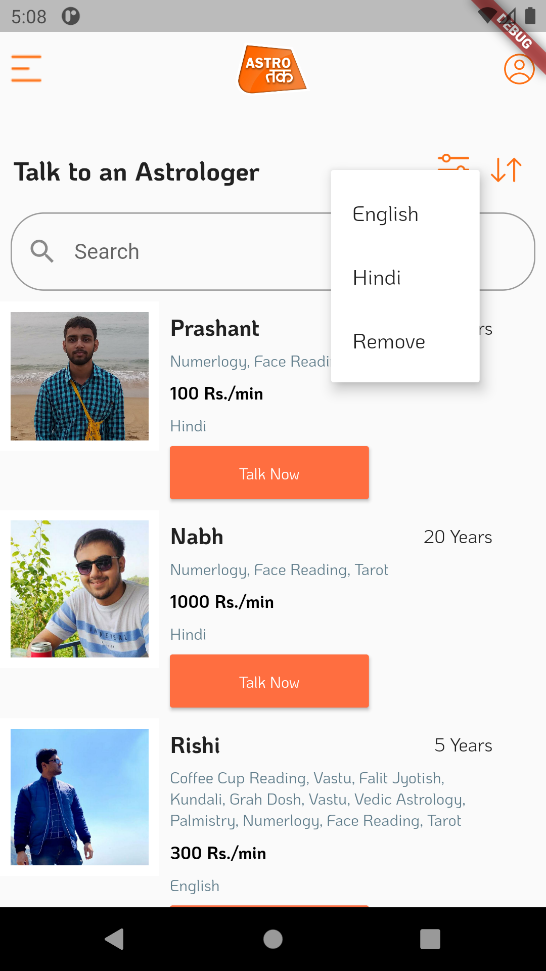 5:08
DEBUG
ASTRO
तक
Talk to an Astrologer
English
Search
Hindi
Prashant
rs
Remove
Numerlogy, Face Readi
100 Rs./min
Hindi
Talk Now
Nabh
20 Years
Numerlogy, Face Reading, Tarot
1000 Rs./min
Hindi
Talk Now
Rishi
5 Years
Coffee Cup Reading, Vastu, Falit Jyotish,
Kundali, Grah Dosh, Vastu, Vedic Astrology,
Palmistry, Numerlogy, Face Reading, Tarot
300 Rs./min
English